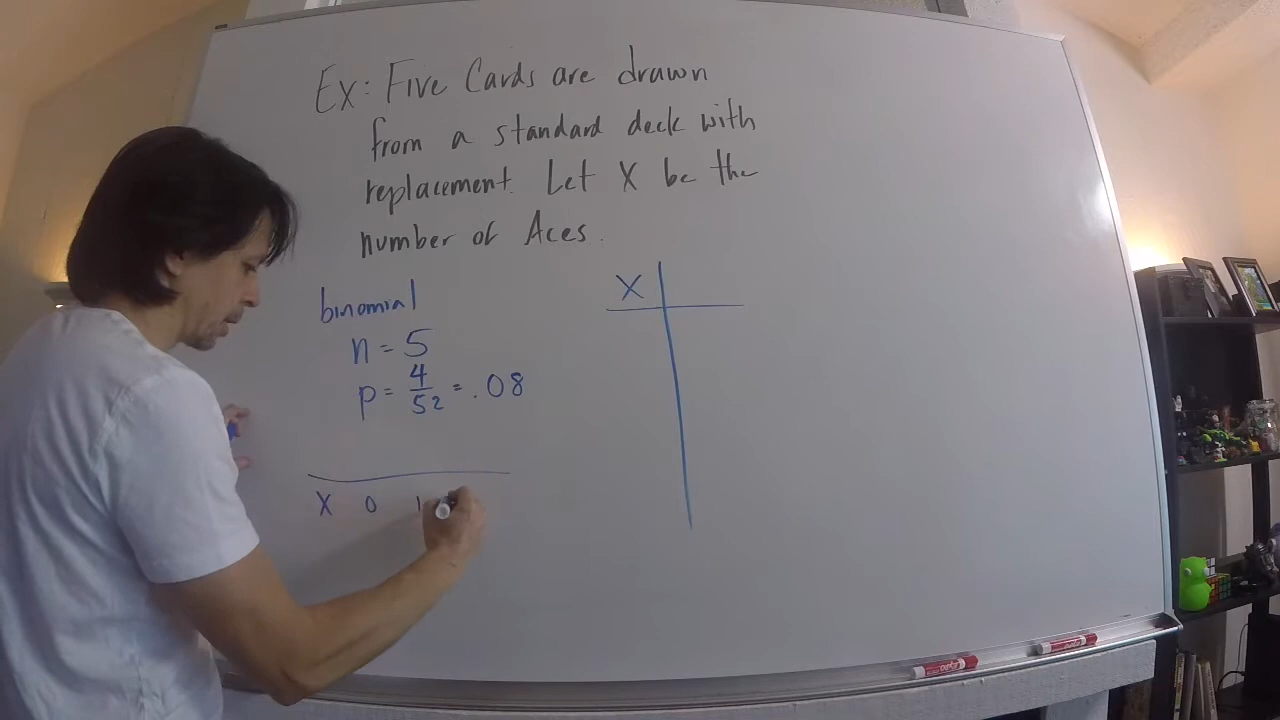 Ex: Five Cards are drawn
from a standard deck with
replacement. Let X be the
number of Aces.
binomial
n = 5
p = 4/52 = .08
X
X 0 1